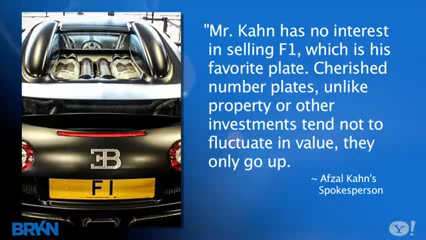 "Mr. Kahn has no interest
in selling F1, which is his
favorite plate. Cherished
number plates, unlike
property or other
investments tend not to
fluctuate in value, they
only go up.
~ Afzal Kahn's
Spokesperson
EB
F1
BRKN
Y!